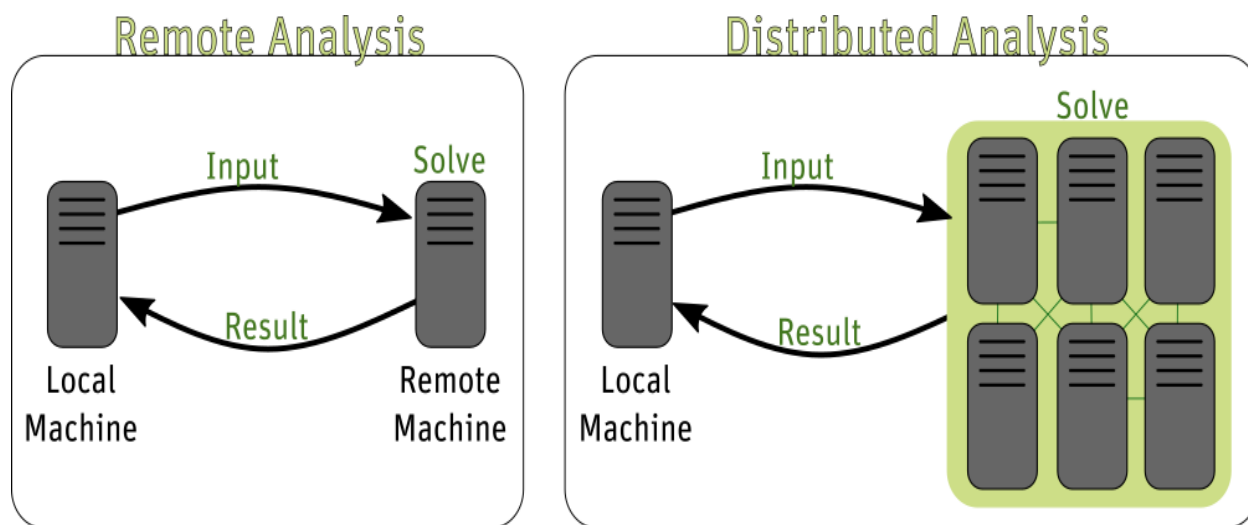 Remote Analysis
Input
Solve
Result
Local
Machine
Remote
Machine
Distributed Analysis
Solve
Input
Result
Local
Machine